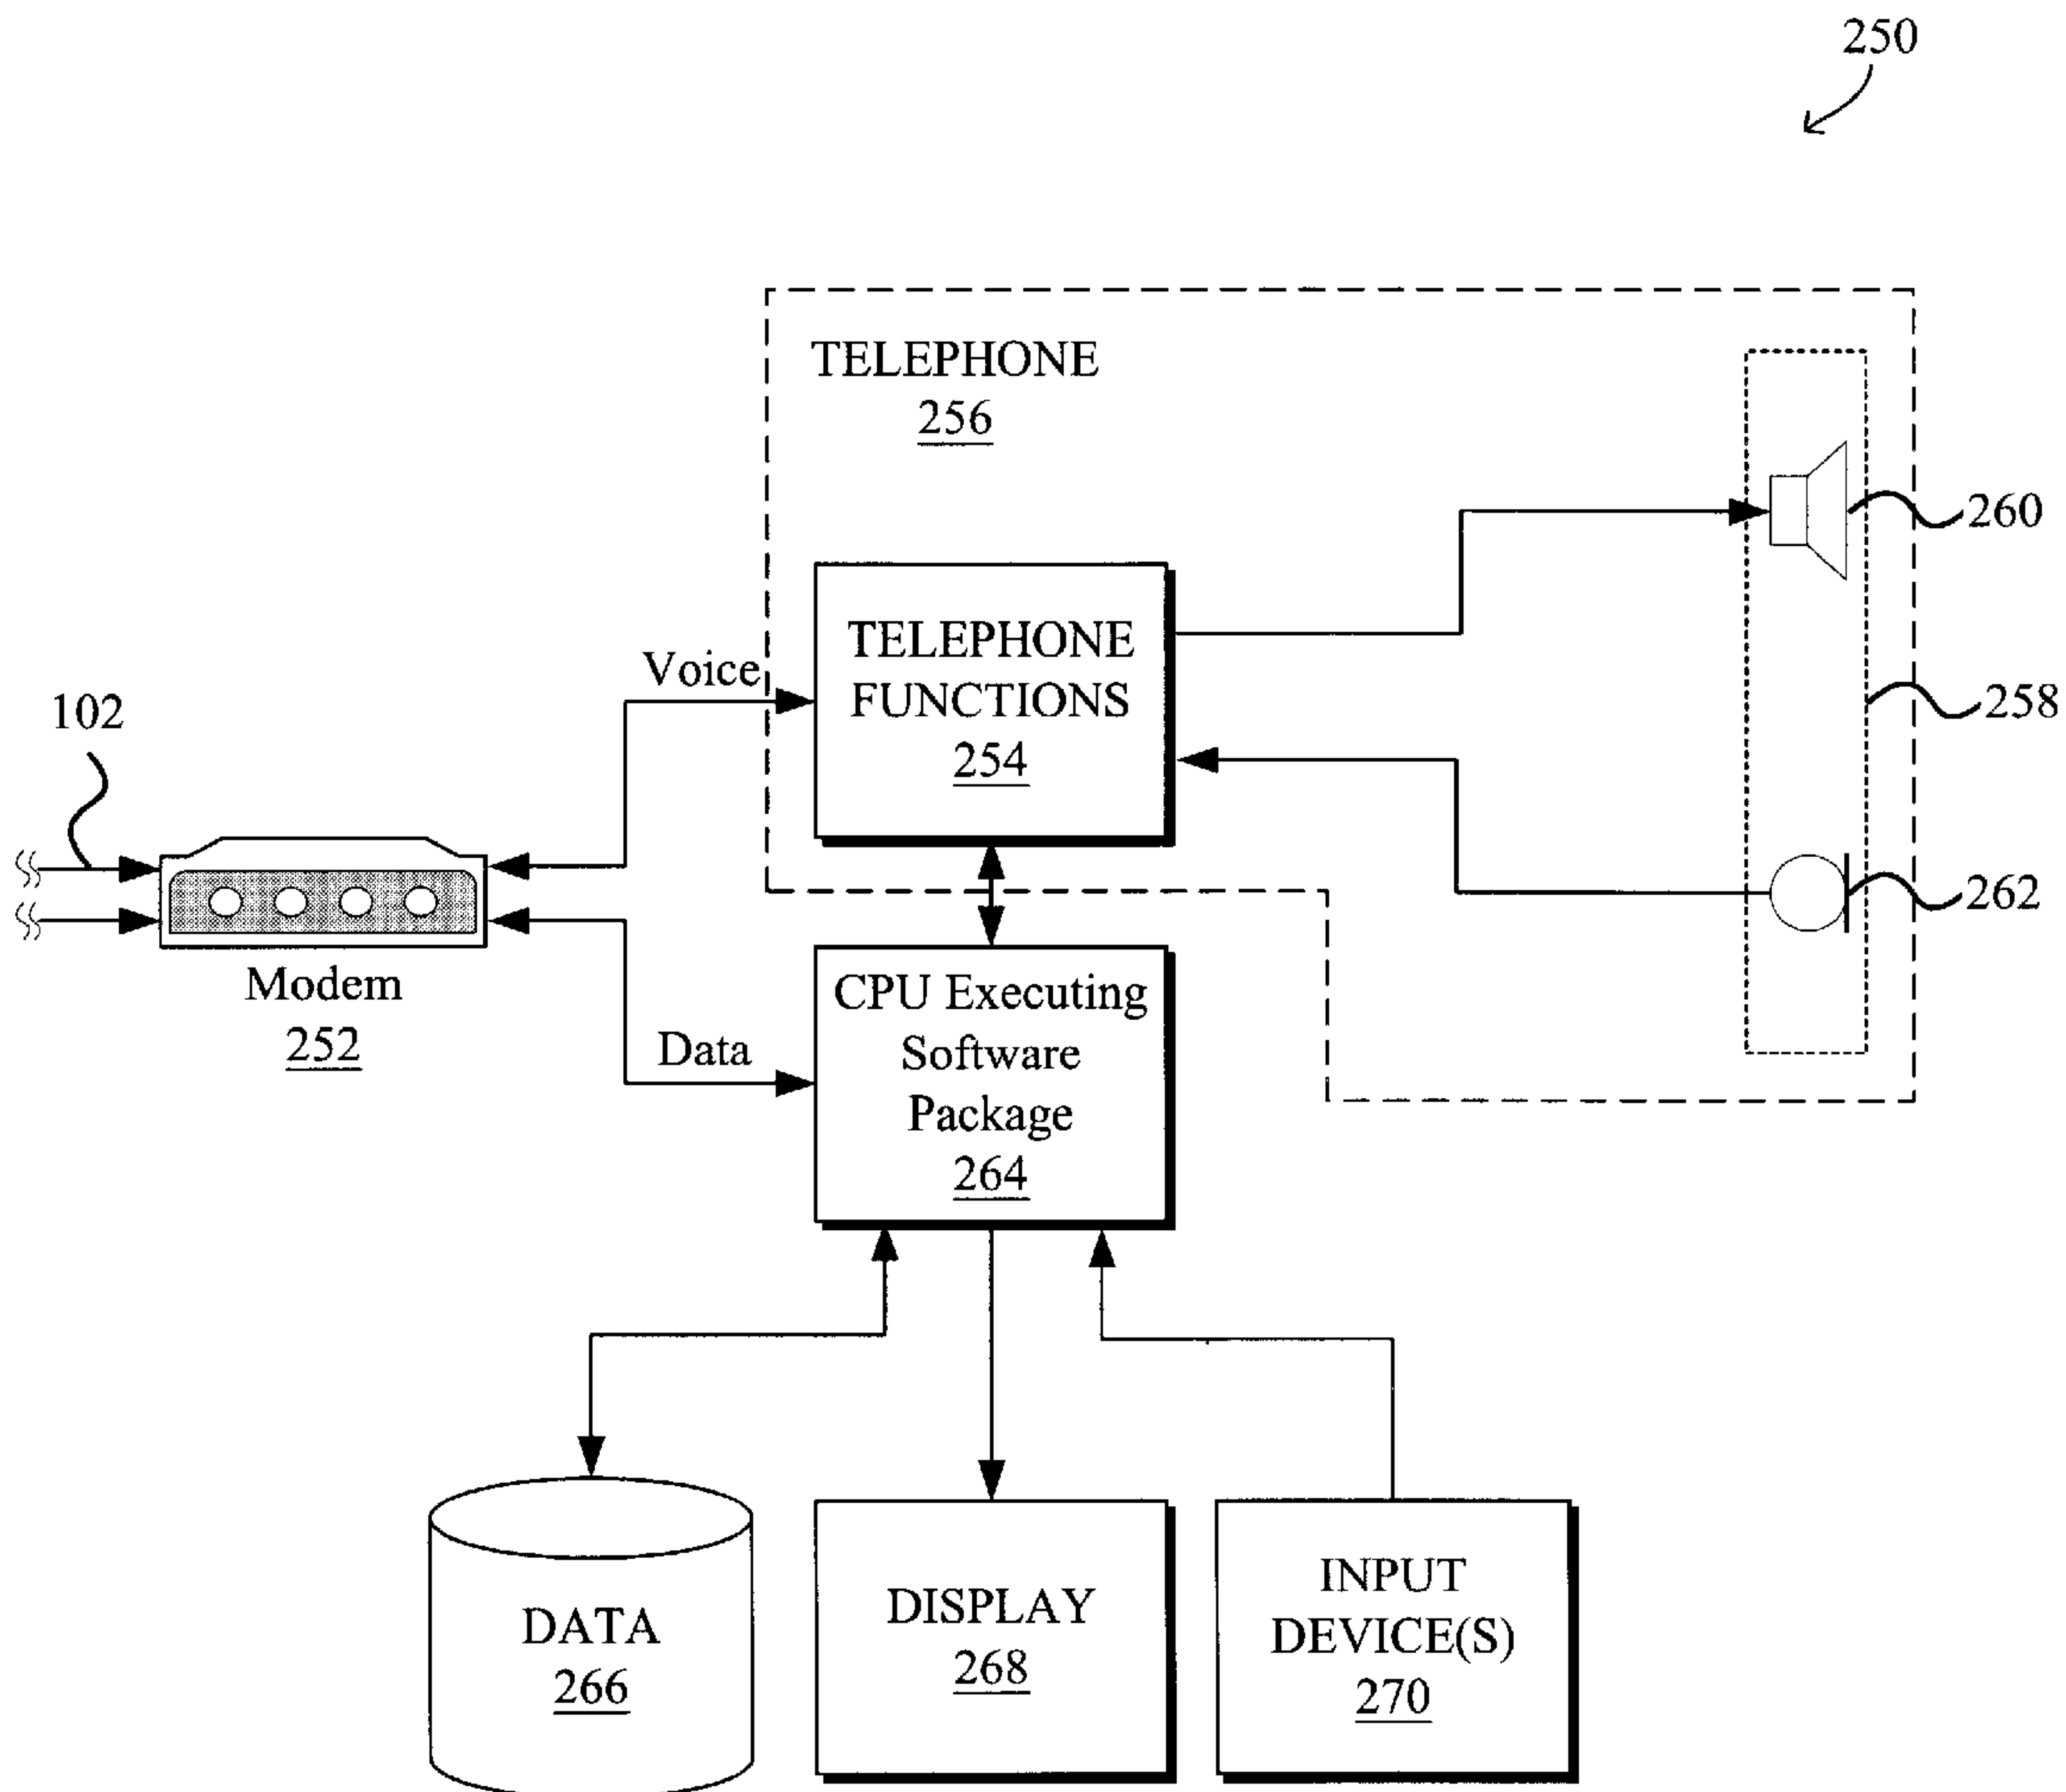 250
TELEPHONE
256
260
TELEPHONE
FUNCTIONS
254
Voice
258
102
262
Modem
252
CPU Executing
Software
Package
264
Data
DATA
266
DISPLAY
268
INPUT
DEVICE(S)
270